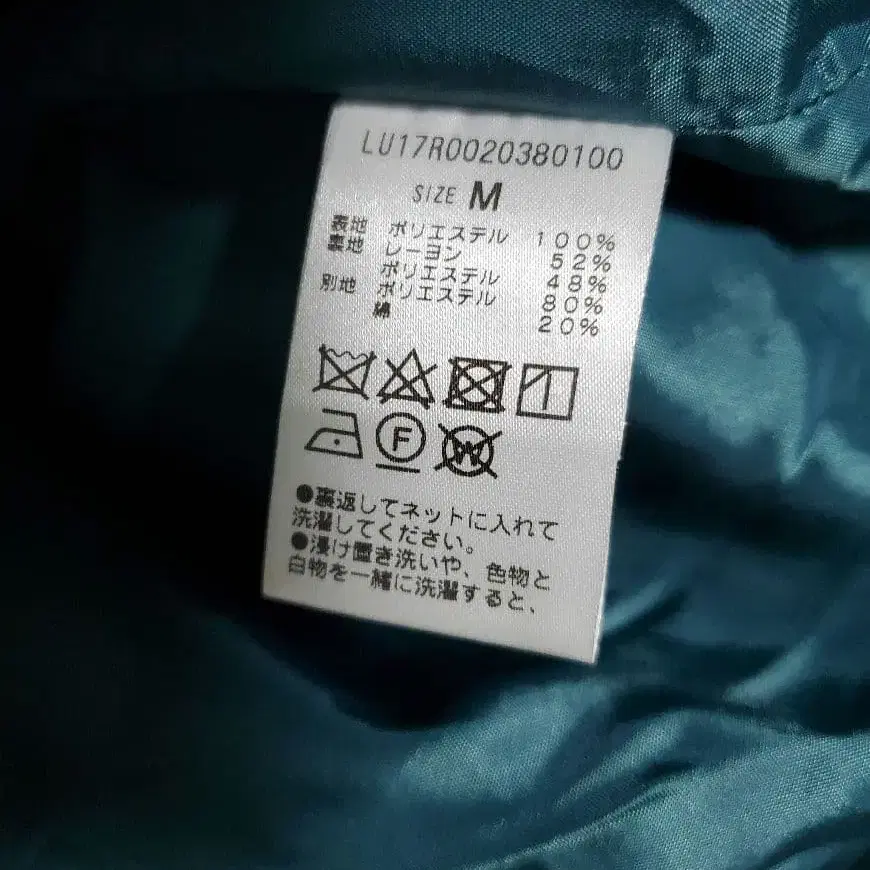 LU17R0020380100
SIZE M
表地 ポリエステル 100%
裏地 レーヨン 52%
ポリエステル 48%
別地 ポリエステル 80%
綿 20%
F W
●裏返してネットに入れて
洗濯してください。
●浸け置き洗いや、色物と
白物を一緒に洗濯すると、